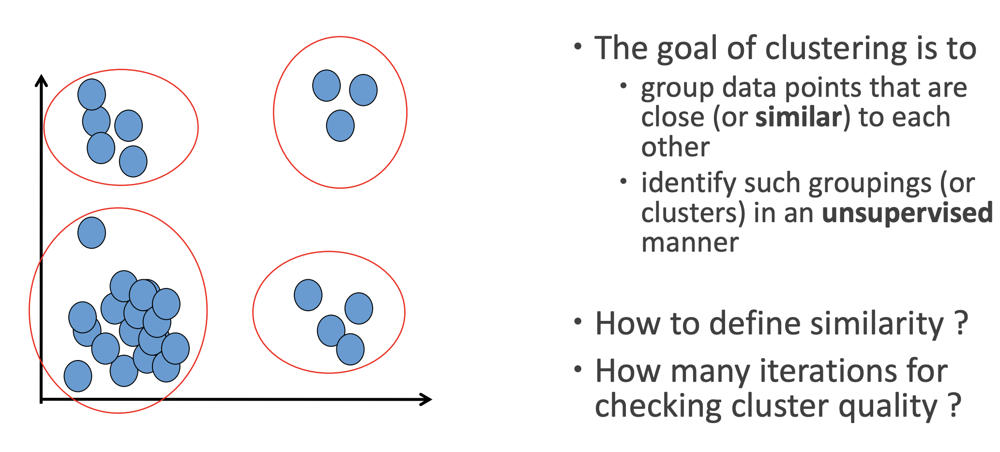 • The goal of clustering is to
• group data points that are
close (or similar) to each
other
• identify such groupings (or
clusters) in an unsupervised
manner
• How to define similarity ?
• How many iterations for
checking cluster quality ?